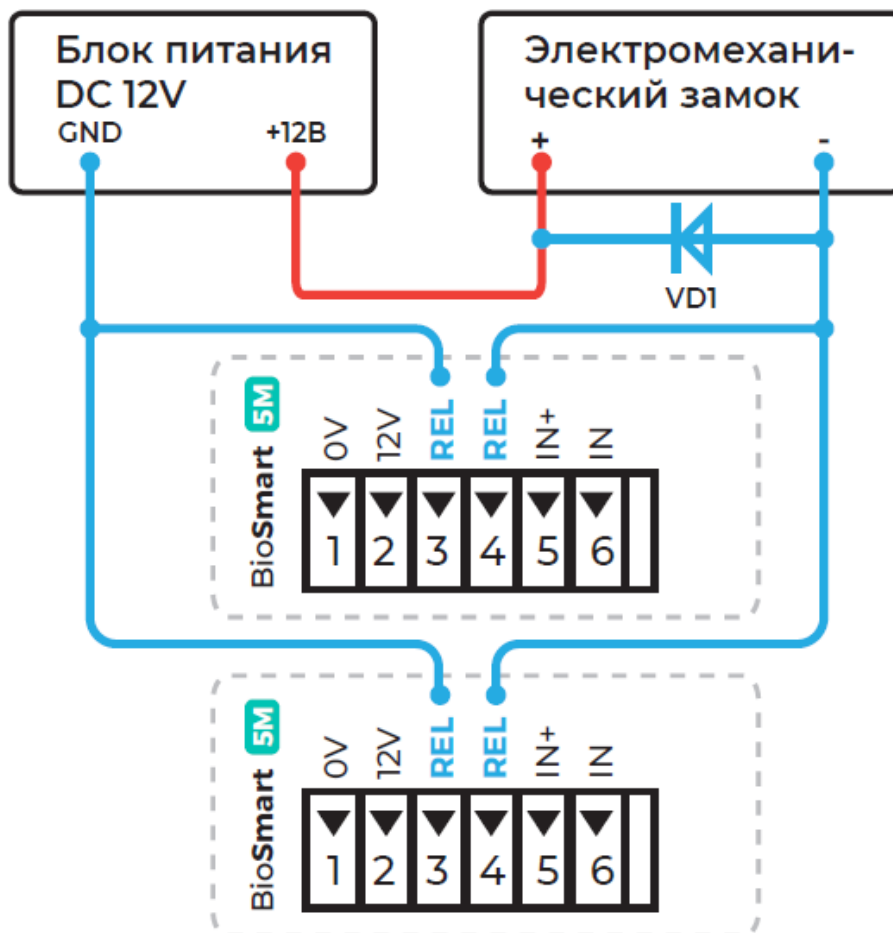 Блок питания
DC 12V
GND +12В
Электромехани-
ческий замок
+ -
VD1
BioSmart 5M
0V 12V REL REL IN+ IN
1 2 3 4 5 6
BioSmart 5M
0V 12V REL REL IN+ IN
1 2 3 4 5 6